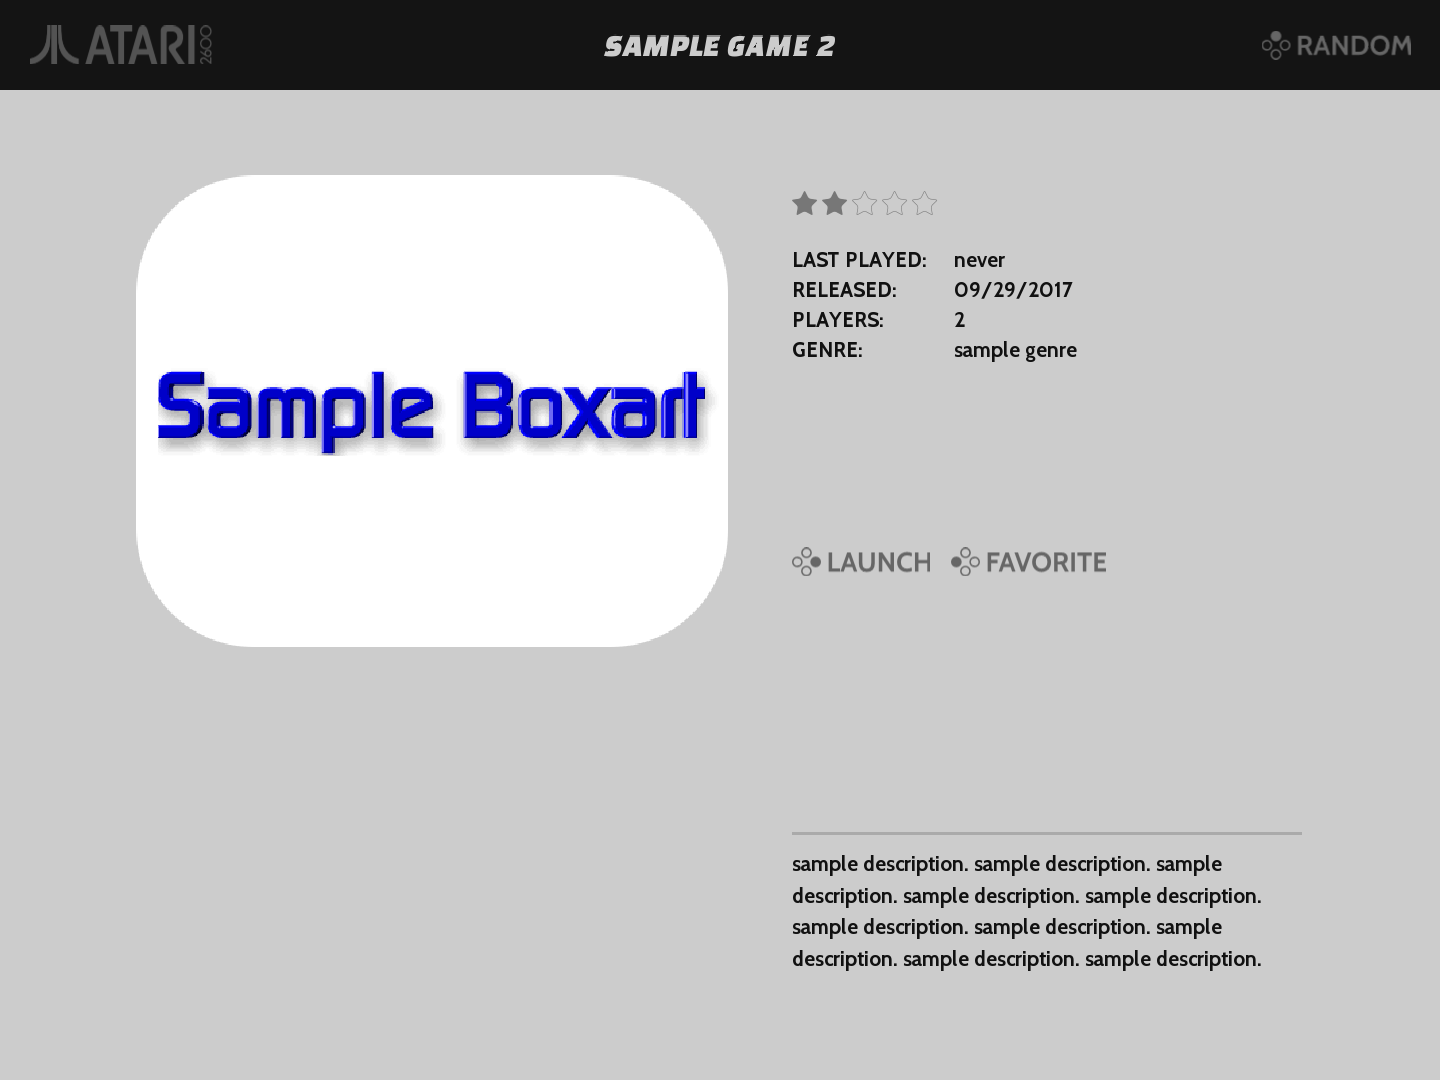 ATARI 2600
SAMPLE GAME 2
RANDOM
Sample Boxart
LAST PLAYED: never
RELEASED: 09/29/2017
PLAYERS: 2
GENRE: sample genre
LAUNCH FAVORITE
sample description. sample description. sample
description. sample description. sample description.
sample description. sample description. sample
description. sample description. sample description.